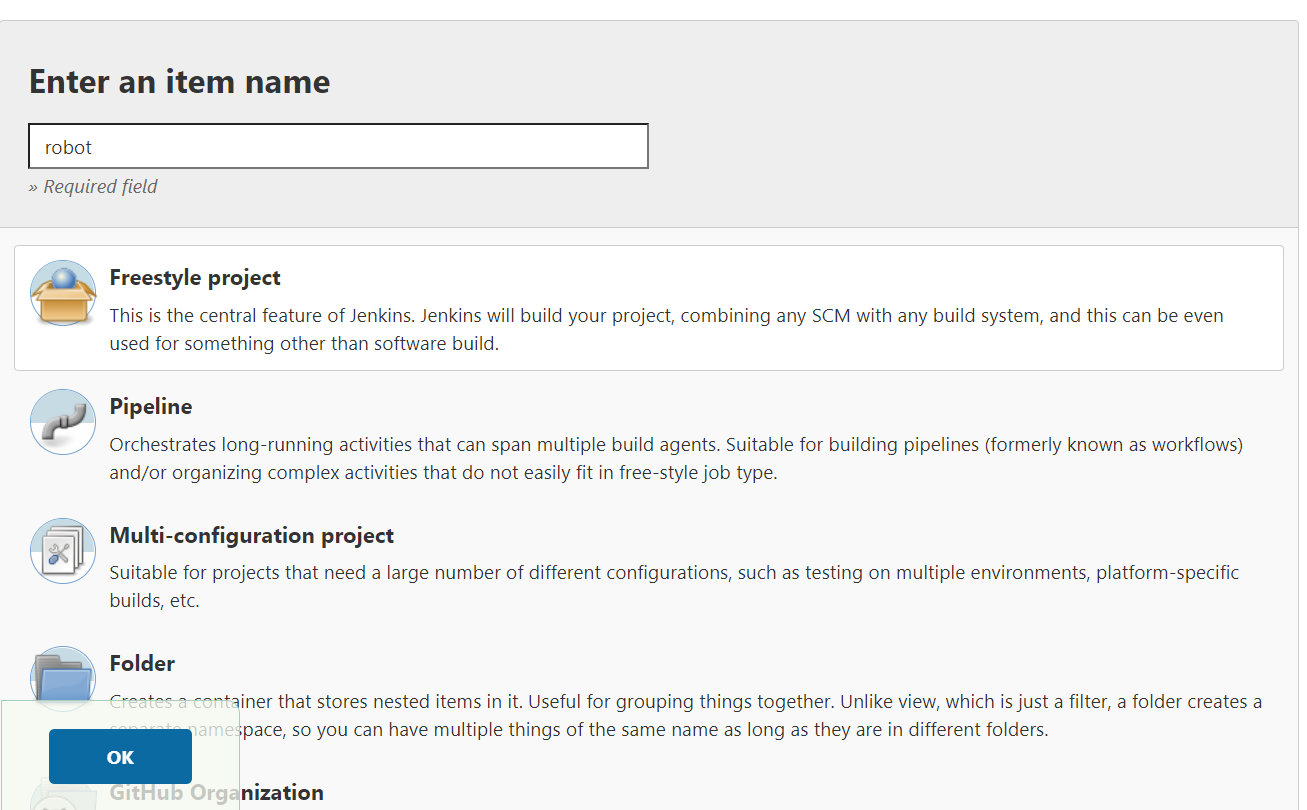 Enter an item name
robot
» Required field
Freestyle project
This is the central feature of Jenkins. Jenkins will build your project, combining any SCM with any build system, and this can be even
used for something other than software build.
Pipeline
Orchestrates long-running activities that can span multiple build agents. Suitable for building pipelines (formerly known as workflows)
and/or organizing complex activities that do not easily fit in free-style job type.
Multi-configuration project
Suitable for projects that need a large number of different configurations, such as testing on multiple environments, platform-specific
builds, etc.
Folder
Creates a container that stores nested items in it. Useful for grouping things together. Unlike view, which is just a filter, a folder creates a
separate namespace, so you can have multiple things of the same name as long as they are in different folders.
OK
GitHub Organization